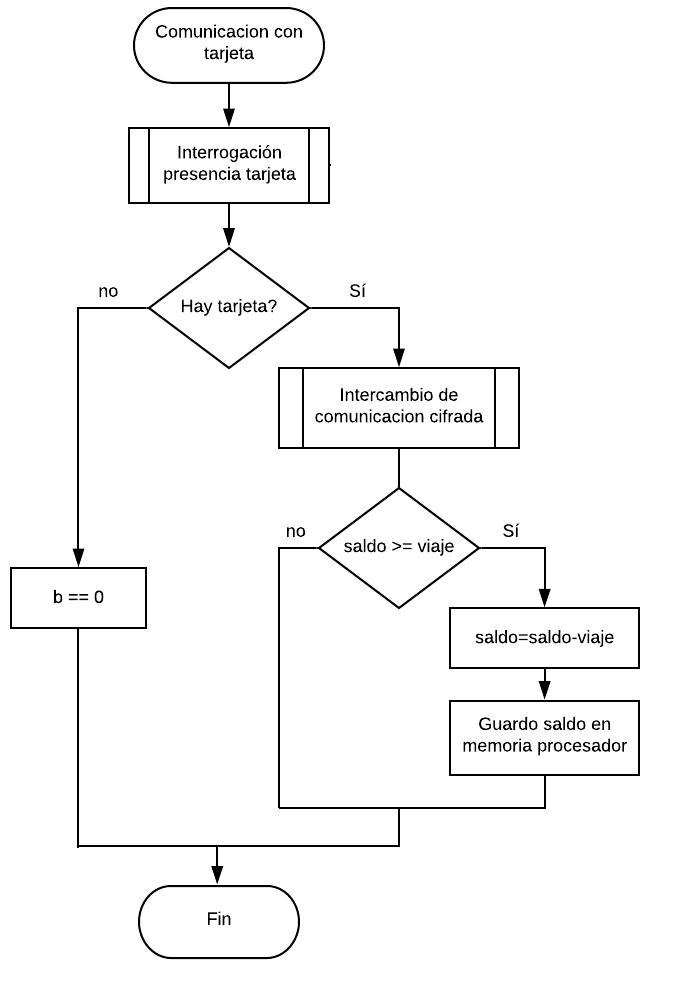 Comunicacion con
tarjeta
Interrogación
presencia tarjeta
no
Hay tarjeta?
Sí
Intercambio de
comunicacion cifrada
no
saldo >= viaje
Sí
b == 0
saldo=saldo-viaje
Guardo saldo en
memoria procesador
Fin